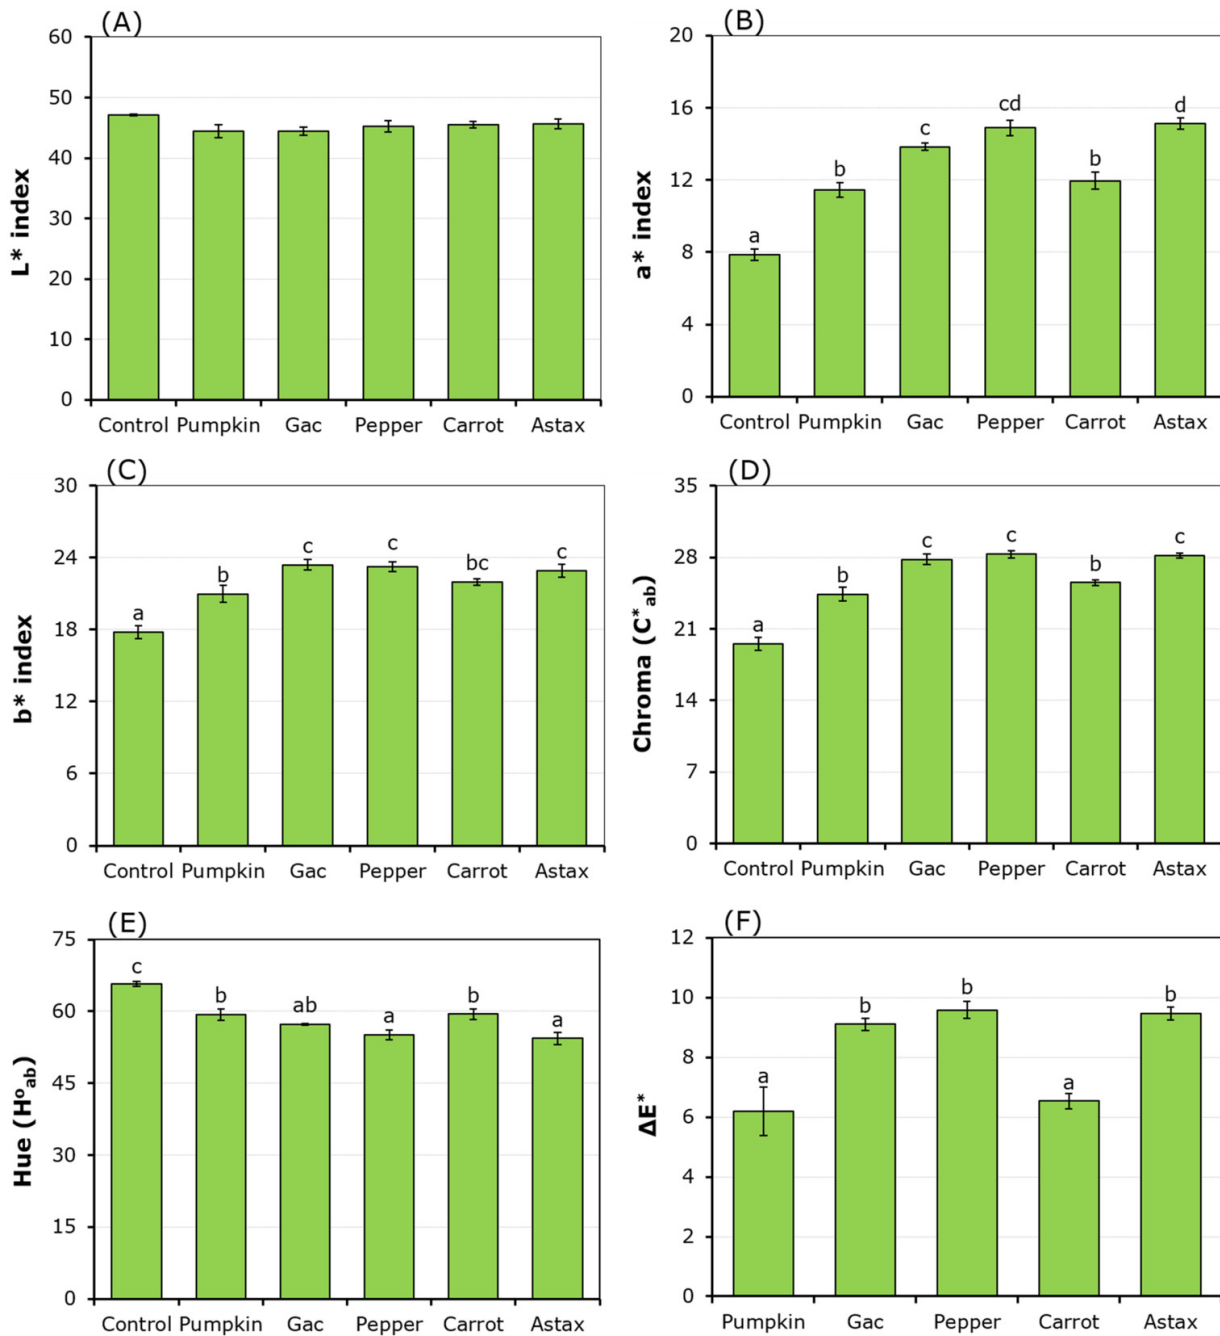 (A)
60
50
40
30
20
10
0
L* index
Control Pumpkin Gac Pepper Carrot Astax
(B)
20
16
12
8
4
0
a* index
a b c cd b d
Control Pumpkin Gac Pepper Carrot Astax
(C)
30
24
18
12
6
0
b* index
a b c c bc c
Control Pumpkin Gac Pepper Carrot Astax
(D)
35
28
21
14
7
0
Chroma (C*ab)
a b c c b c
Control Pumpkin Gac Pepper Carrot Astax
(E)
75
60
45
30
15
0
Hue (Hºab)
c b ab a b a
Control Pumpkin Gac Pepper Carrot Astax
(F)
12
10
8
6
4
2
0
ΔE*
a b b a b
Pumpkin Gac Pepper Carrot Astax